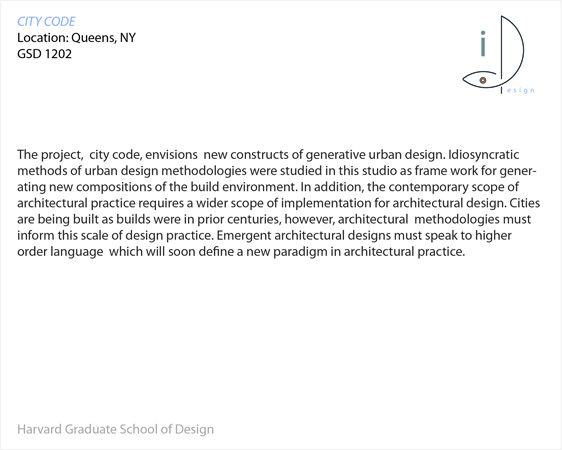 CITY CODE
Location: Queens, NY
GSD 1202
i
esign
The project,  city code, envisions  new constructs of generative urban design. Idiosyncratic
methods of urban design methodologies were studied in this studio as frame work for gener-
ating new compositions of the build environment. In addition, the contemporary scope of
architectural practice requires a wider scope of implementation for architectural design. Cities
are being built as builds were in prior centuries, however, architectural  methodologies must
inform this scale of design practice. Emergent architectural designs must speak to higher
order language  which will soon define a new paradigm in architectural practice.
Harvard Graduate School of Design